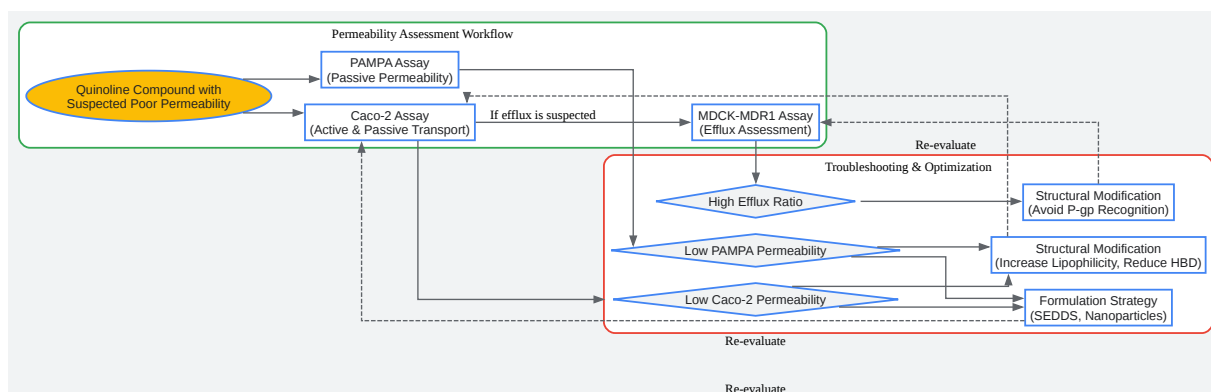 Permeability Assessment Workflow
PAMPA Assay
(Passive Permeability)
Quinoline Compound with
Suspected Poor Permeability
Caco-2 Assay
(Active & Passive Transport)
If efflux is suspected
MDCK-MDR1 Assay
(Efflux Assessment)
Re-evaluate
Troubleshooting & Optimization
High Efflux Ratio
Structural Modification
(Avoid P-gp Recognition)
Low PAMPA Permeability
Structural Modification
(Increase Lipophilicity, Reduce HBD)
Low Caco-2 Permeability
Formulation Strategy
(SEDDS, Nanoparticles)
Re-evaluate
Re-evaluate